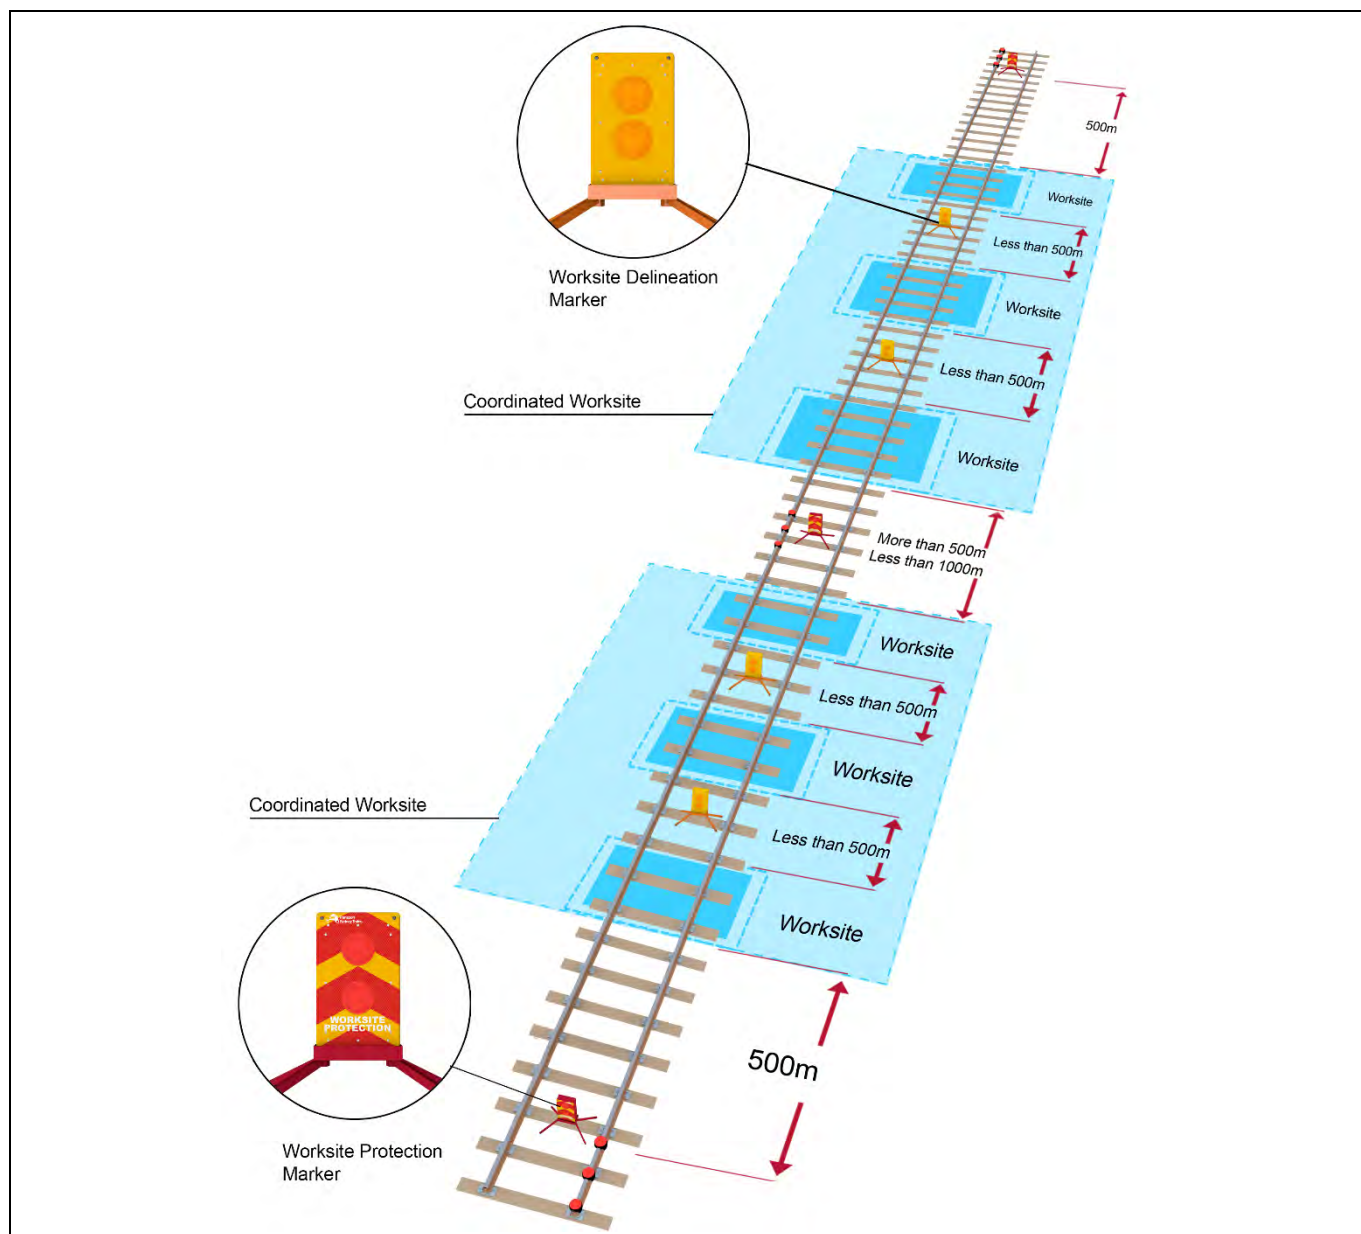 500m
Worksite
Less than 500m
Worksite Delineation
Marker
Worksite
Less than 500m
Coordinated Worksite
Worksite
More than 500m
Less than 1000m
Worksite
Less than 500m
Worksite
Coordinated Worksite
Less than 500m
Worksite
WORKSITE
PROTECTION
500m
Worksite Protection
Marker